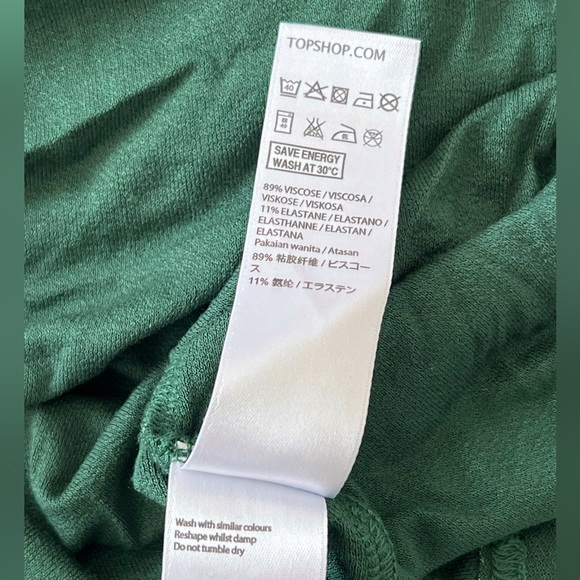 TOPSHOP.COM
40
SAVE ENERGY
WASH AT 30°C
89% VISCOSE / VISCOSA /
VISKOSE / VISKOSA
11% ELASTANE / ELASTANO /
ELASTHANNE / ELASTAN /
ELASTANA
Pakaian wanita / Atasan
89% 粘胶纤维 / ビスコー
ス
11% 氨纶 / エラステン
Wash with similar colours
Reshape whilst damp
Do not tumble dry